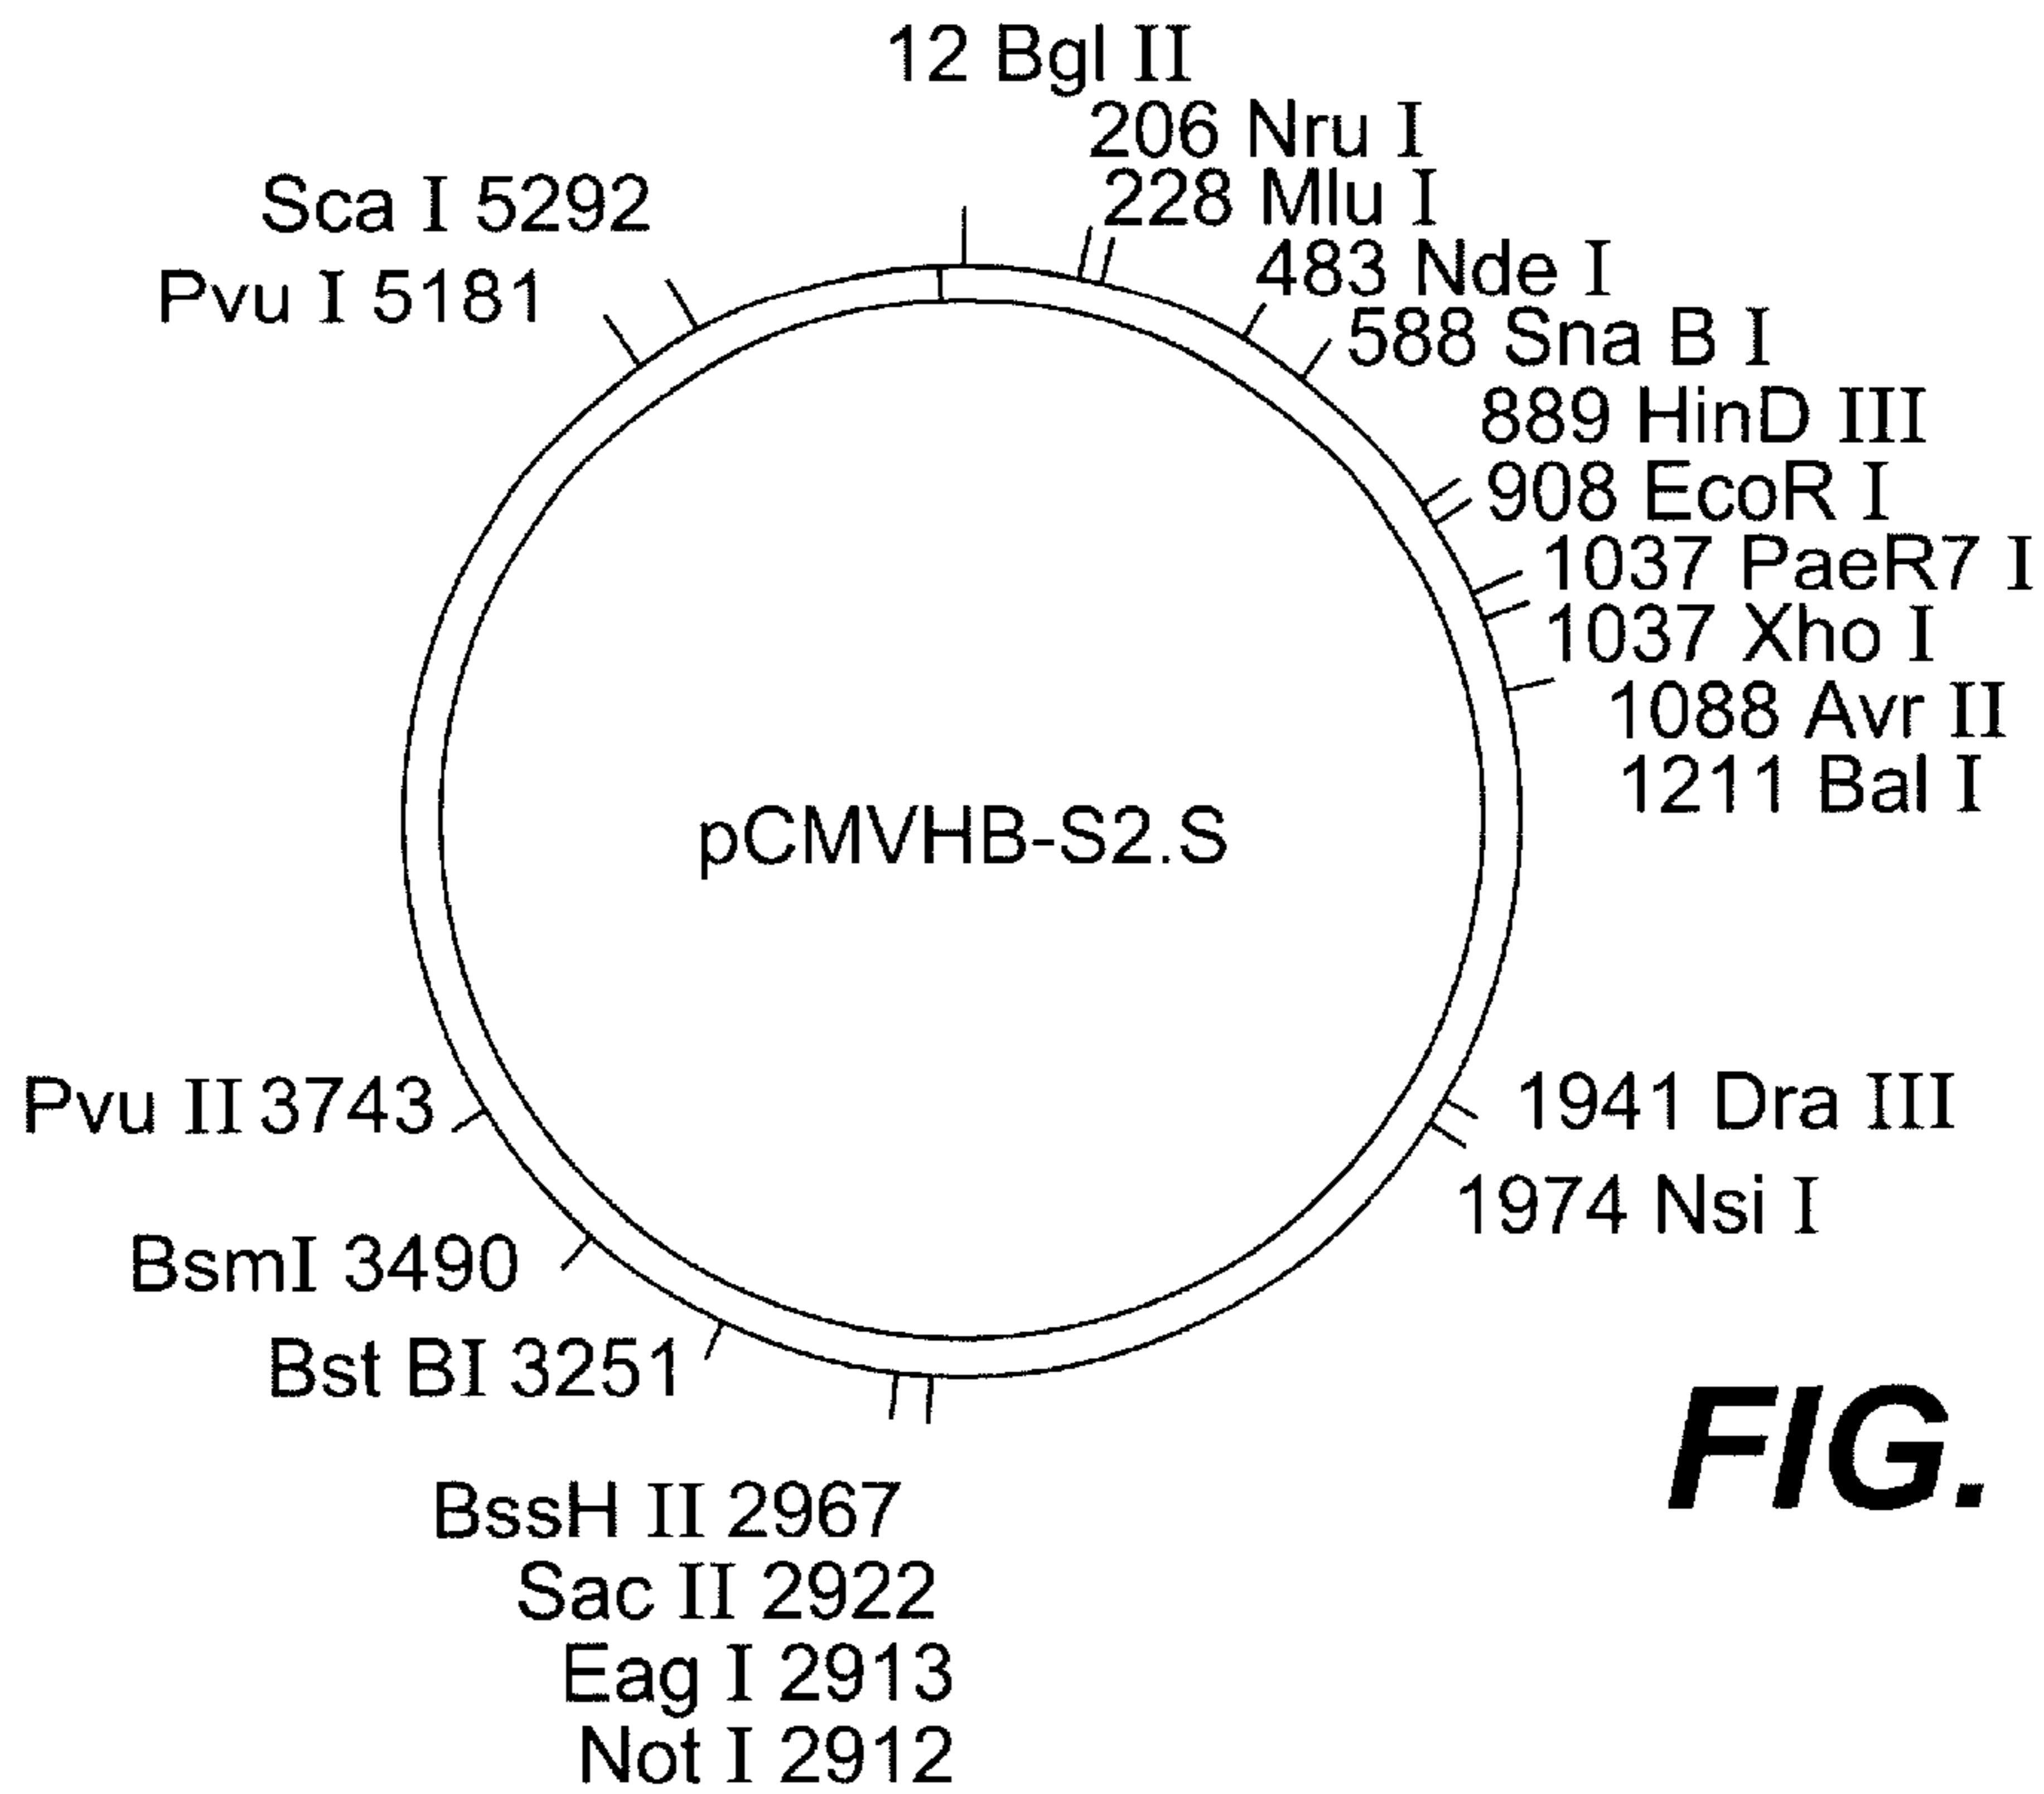 12 Bgl II
206 Nru I
228 Mlu I
483 Nde I
588 Sna B I
889 HinD III
908 EcoR I
1037 PaeR7 I
1037 Xho I
1088 Avr II
1211 Bal I
1941 Dra III
1974 Nsi I
Sca I 5292
Pvu I 5181
pCMVHB-S2.S
Pvu II 3743
BsmI 3490
Bst BI 3251
BssH II 2967
Sac II 2922
Eag I 2913
Not I 2912
FIG.